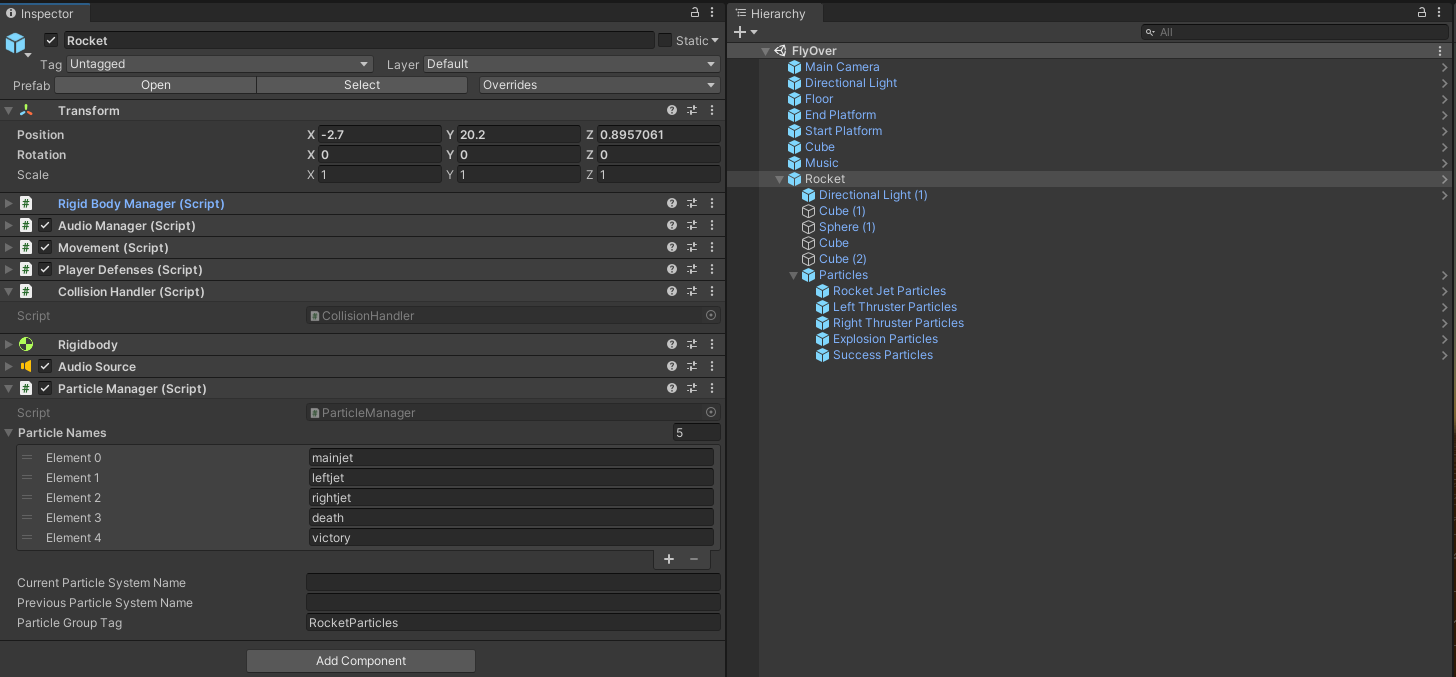 Inspector
Rocket
Static
Tag Untagged Layer Default
Prefab Open Select Overrides
Transform
Position X -2.7 Y 20.2 Z 0.8957061
Rotation X 0 Y 0 Z 0
Scale X 1 Y 1 Z 1
# Rigid Body Manager (Script)
# Audio Manager (Script)
# Movement (Script)
# Player Defenses (Script)
# Collision Handler (Script)
Script # CollisionHandler
Rigidbody
Audio Source
# Particle Manager (Script)
Script # ParticleManager
Particle Names 5
Element 0 mainjet
Element 1 leftjet
Element 2 rightjet
Element 3 death
Element 4 victory
+ −
Current Particle System Name
Previous Particle System Name
Particle Group Tag RocketParticles
Add Component
Hierarchy
+ All
FlyOver
Main Camera
Directional Light
Floor
End Platform
Start Platform
Cube
Music
Rocket
Directional Light (1)
Cube (1)
Sphere (1)
Cube
Cube (2)
Particles
Rocket Jet Particles
Left Thruster Particles
Right Thruster Particles
Explosion Particles
Success Particles